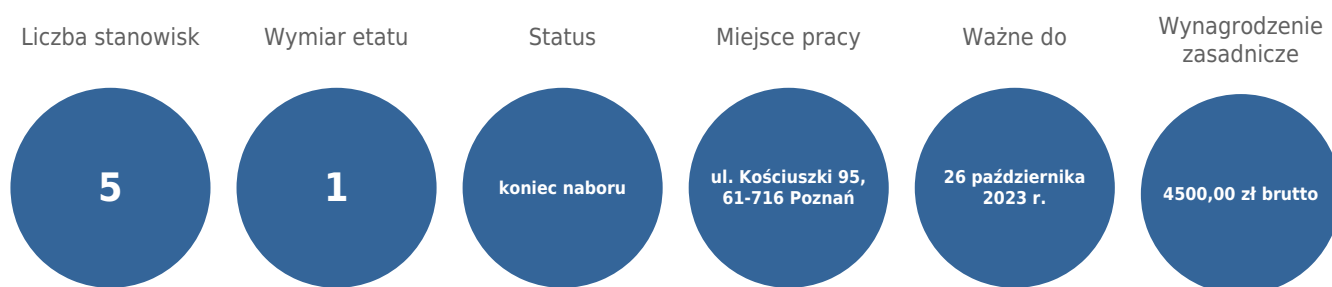 Liczba stanowisk
5
Wymiar etatu
1
Status
koniec naboru
Miejsce pracy
ul. Kościuszki 95,
61-716 Poznań
Ważne do
26 października
2023 r.
Wynagrodzenie
zasadnicze
4500,00 zł brutto